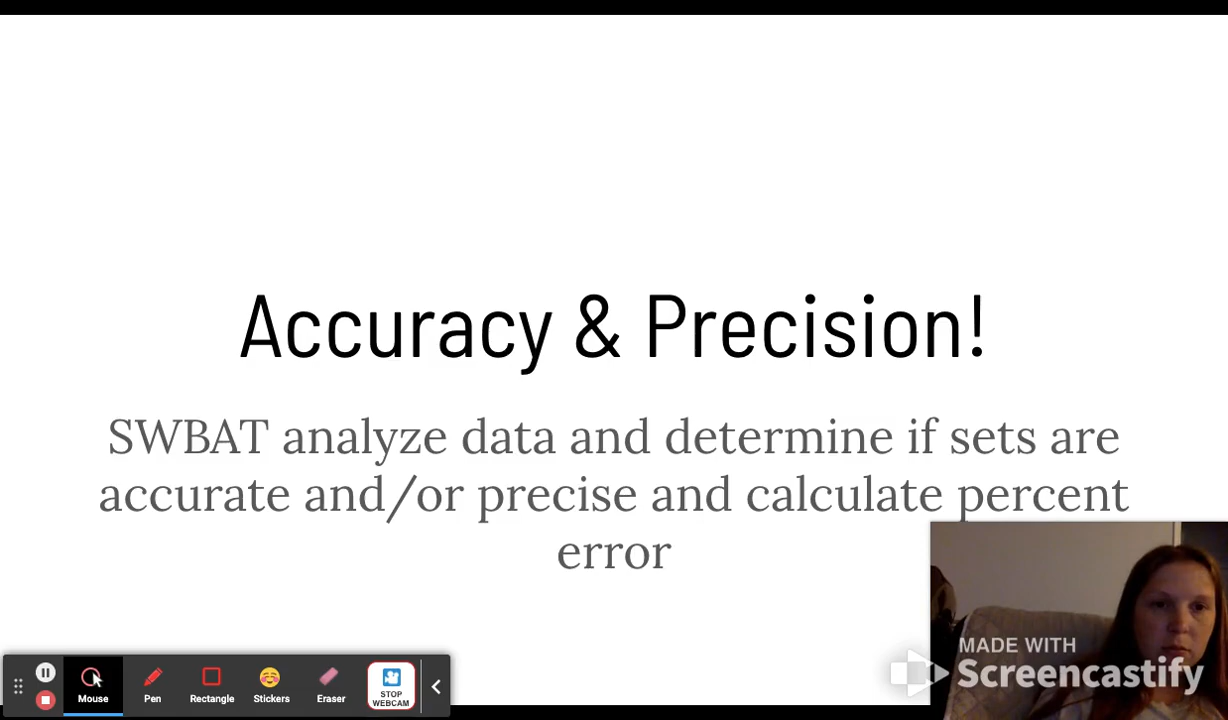 Accuracy & Precision!
SWBAT analyze data and determine if sets are
accurate and/or precise and calculate percent
error
MADE WITH
Screencastify
Mouse
Pen
Rectangle
Stickers
Eraser
STOP
WEBCAM